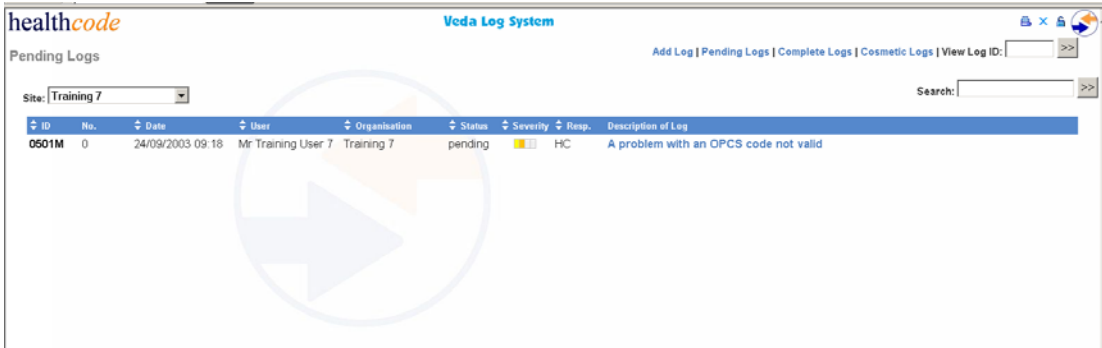 healthcode
Veda Log System
Pending Logs
Add Log | Pending Logs | Complete Logs | Cosmetic Logs | View Log ID: >>
Site: Training 7
Search: >>
ID No. Date User Organisation Status Severity Resp. Description of Log
0501M 0 24/09/2003 09:18 Mr Training User 7 Training 7 pending HC A problem with an OPCS code not valid